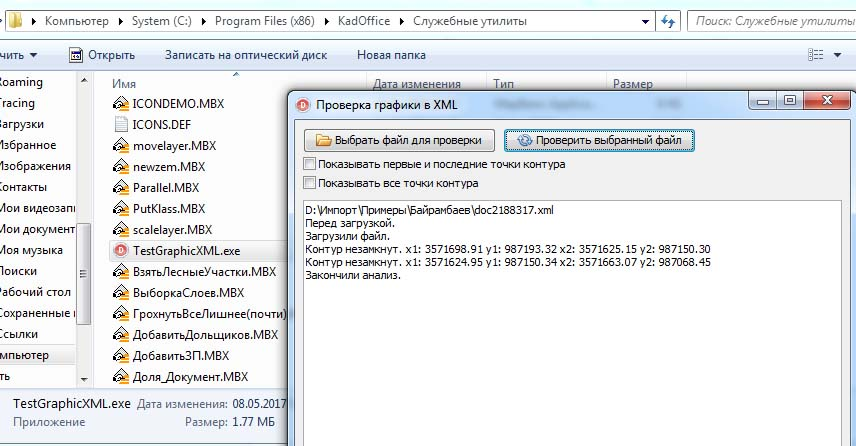 Компьютер ▸ System (C:) ▸ Program Files (x86) ▸ KadOffice ▸ Служебные утилиты
Поиск: Служебные утилиты
чить Открыть Записать на оптический диск Новая папка
Имя Дата изменения Тип Размер
Roaming
Tracing
Загрузки
Избранное
Изображения
Контакты
Мои видеозап
Мои документ
Моя музыка
Поиски
Рабочий стол
Сохраненные
Ссылки
мпьютер
ть
ICONDEMO.MBX
ICONS.DEF
movelayer.MBX
newzem.MBX
Parallel.MBX
PutKlass.MBX
scalelayer.MBX
TestGraphicXML.exe
ВзятьЛесныеУчастки.MBX
ВыборкаСлоев.MBX
ГрохнутьВсеЛишнее(почти)
ДобавитьДольщиков.MBX
ДобавитьЗП.MBX
Доля_Документ.MBX
Проверка графики в XML
Выбрать файл для проверки Проверить выбранный файл
Показывать первые и последние точки контура
Показывать все точки контура
D:\Импорт\Примеры\Байрамбаев\doc2188317.xml
Перед загрузкой.
Загрузили файл.
Контур незамкнут. x1: 3571698.91 y1: 987193.32 x2: 3571625.15 y2: 987150.30
Контур незамкнут. x1: 3571624.95 y1: 987150.34 x2: 3571663.07 y2: 987068.45
Закончили анализ.
TestGraphicXML.exe Дата изменения: 08.05.2017
Приложение Размер: 1.77 МБ